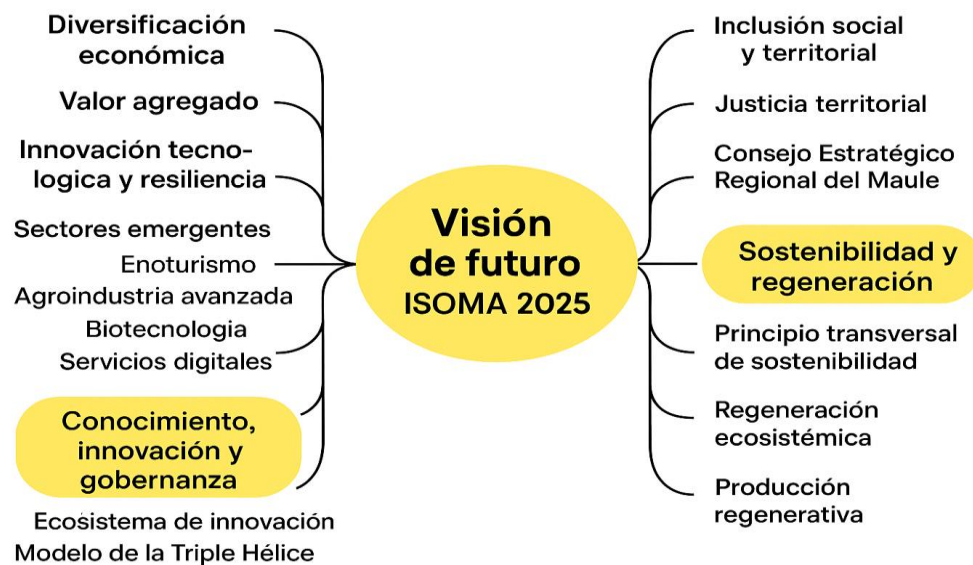 Diversificación
económica
Valor agregado
Innovación tecno-
logica y resiliencia
Sectores emergentes
Enoturismo
Agroindustria avanzada
Biotecnologia
Servicios digitales
Conocimiento,
innovación y
gobernanza
Ecosistema de innovación
Modelo de la Triple Hélice
Visión
de futuro
ISOMA 2025
Inclusión social
y territorial
Justicia territorial
Consejo Estratégico
Regional del Maule
Sostenibilidad y
regeneración
Principio transversal
de sostenibilidad
Regeneración
ecosistémica
Producción
regenerativa